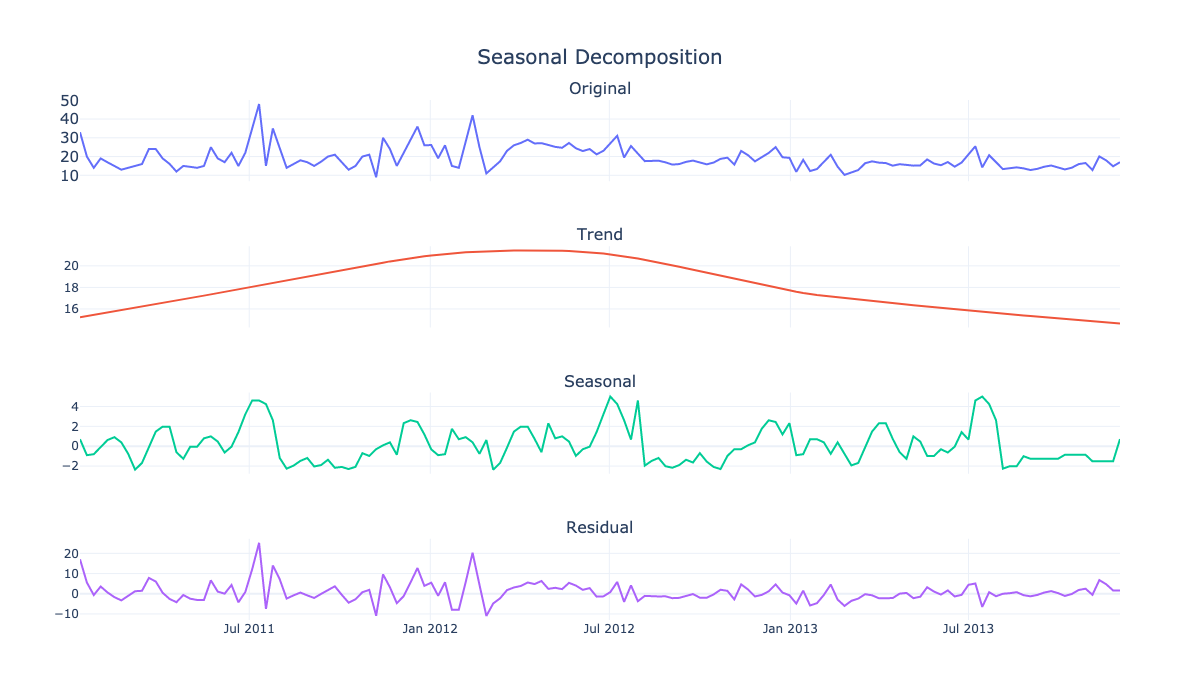 Seasonal Decomposition
Original
50
40
30
20
10
Trend
20
18
16
Seasonal
4
2
0
−2
Residual
20
10
0
−10
Jul 2011 Jan 2012 Jul 2012 Jan 2013 Jul 2013